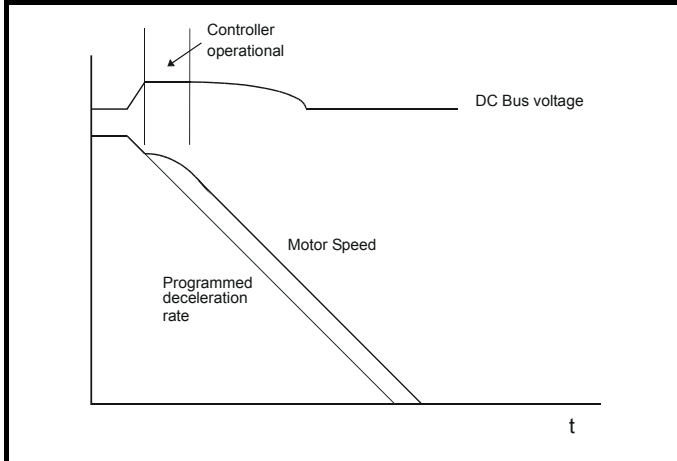 Controller
operational
DC Bus voltage
Motor Speed
Programmed
deceleration
rate
t